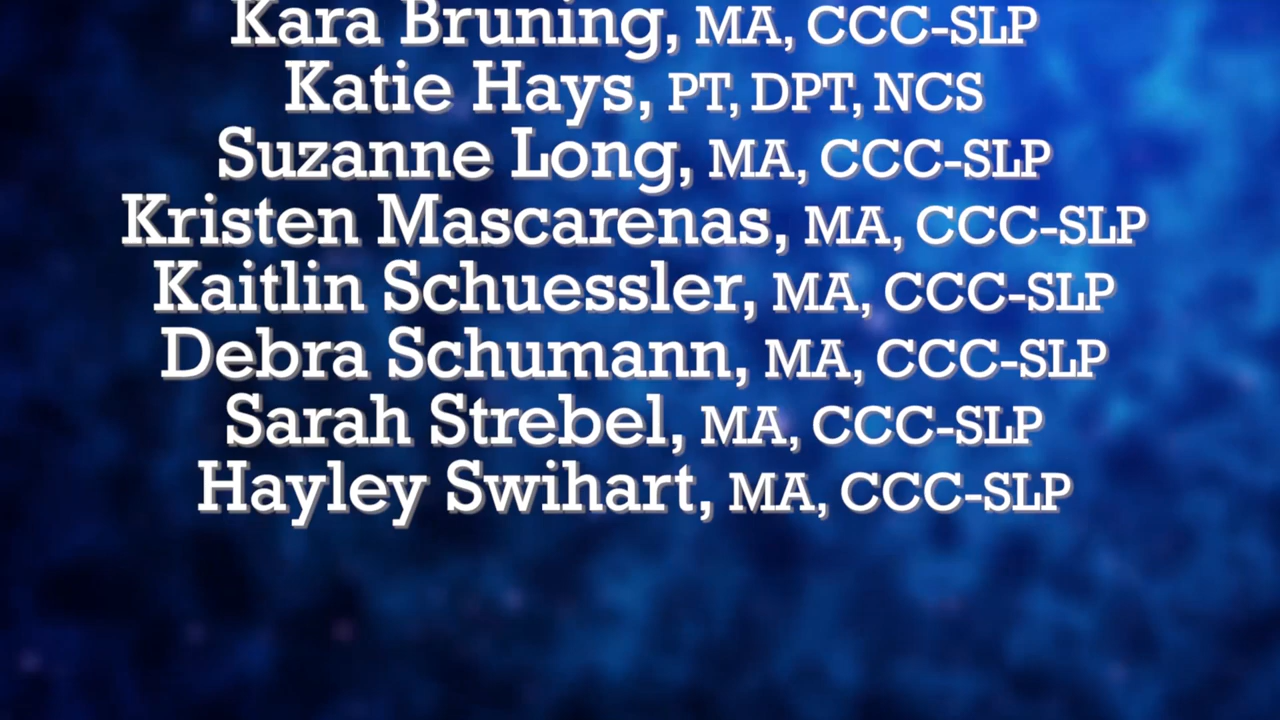 Kara Bruning, MA, CCC-SLP
Katie Hays, PT, DPT, NCS
Suzanne Long, MA, CCC-SLP
Kristen Mascarenas, MA, CCC-SLP
Kaitlin Schuessler, MA, CCC-SLP
Debra Schumann, MA, CCC-SLP
Sarah Strebel, MA, CCC-SLP
Hayley Swihart, MA, CCC-SLP